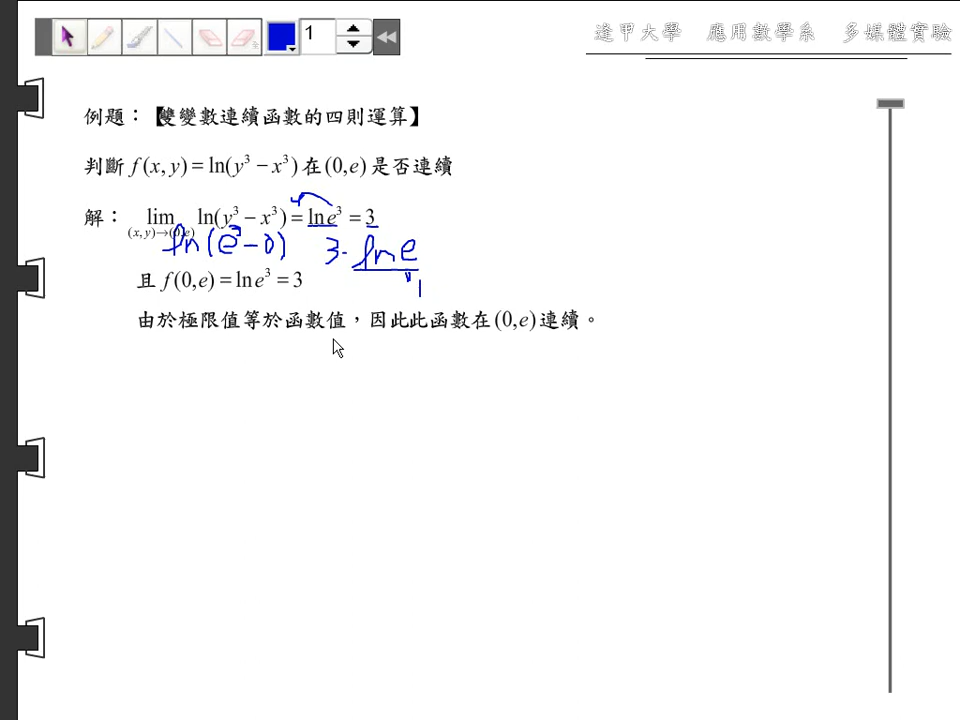 1
逢甲大學 應用數學系 多媒體實驗
例題：【雙變數連續函數的四則運算】
判斷 f(x, y) = ln(y³ − x³) 在 (0, e) 是否連續
解： lim (x, y)→(0,e) ln(y³ − x³) = ln e³ = 3
ln(e³−0) 3·ln e
1
且 f(0, e) = ln e³ = 3
由於極限值等於函數值，因此此函數在 (0, e) 連續。